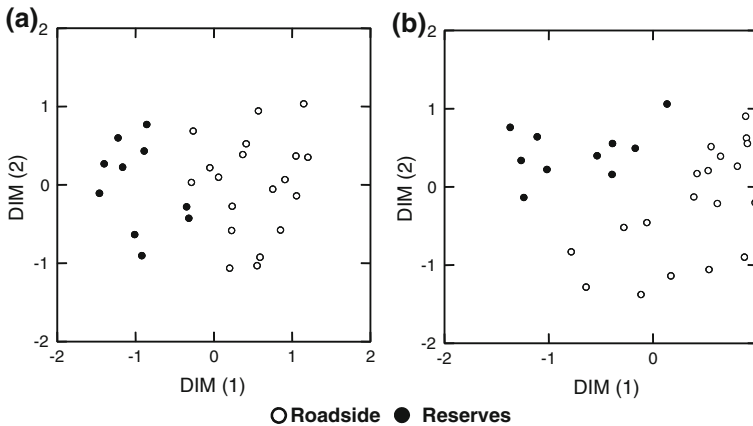 (a)
2
1
0
-1
-2
DIM (2)
-2 -1 0 1 2
DIM (1)
(b)
2
1
0
-1
-2
DIM (2)
-2 -1 0
DIM (1)
Roadside Reserves